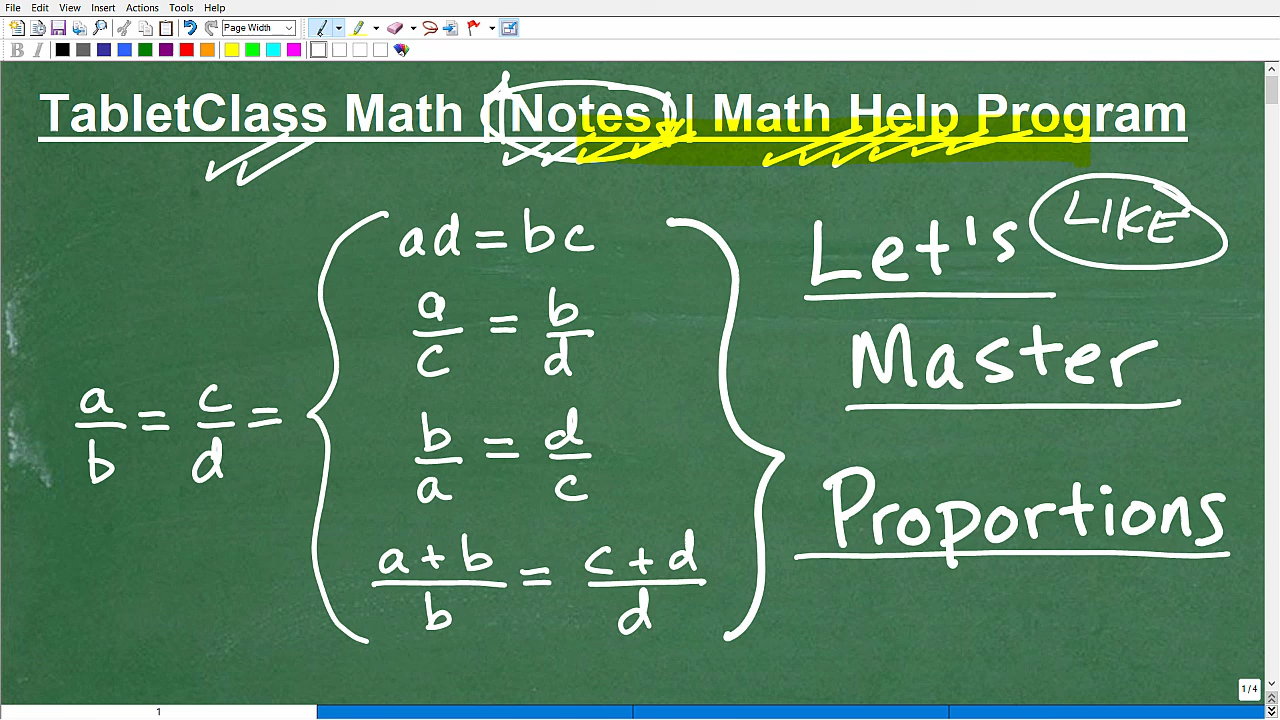 File Edit View Insert Actions Tools Help
Page Width
B I
TabletClass Math | Notes | Math Help Program
LIKE
Let's
Master
Proportions
a/b = c/d =
ad = bc
a/c = b/d
b/a = d/c
a + b/b = c + d/d
1/4
1